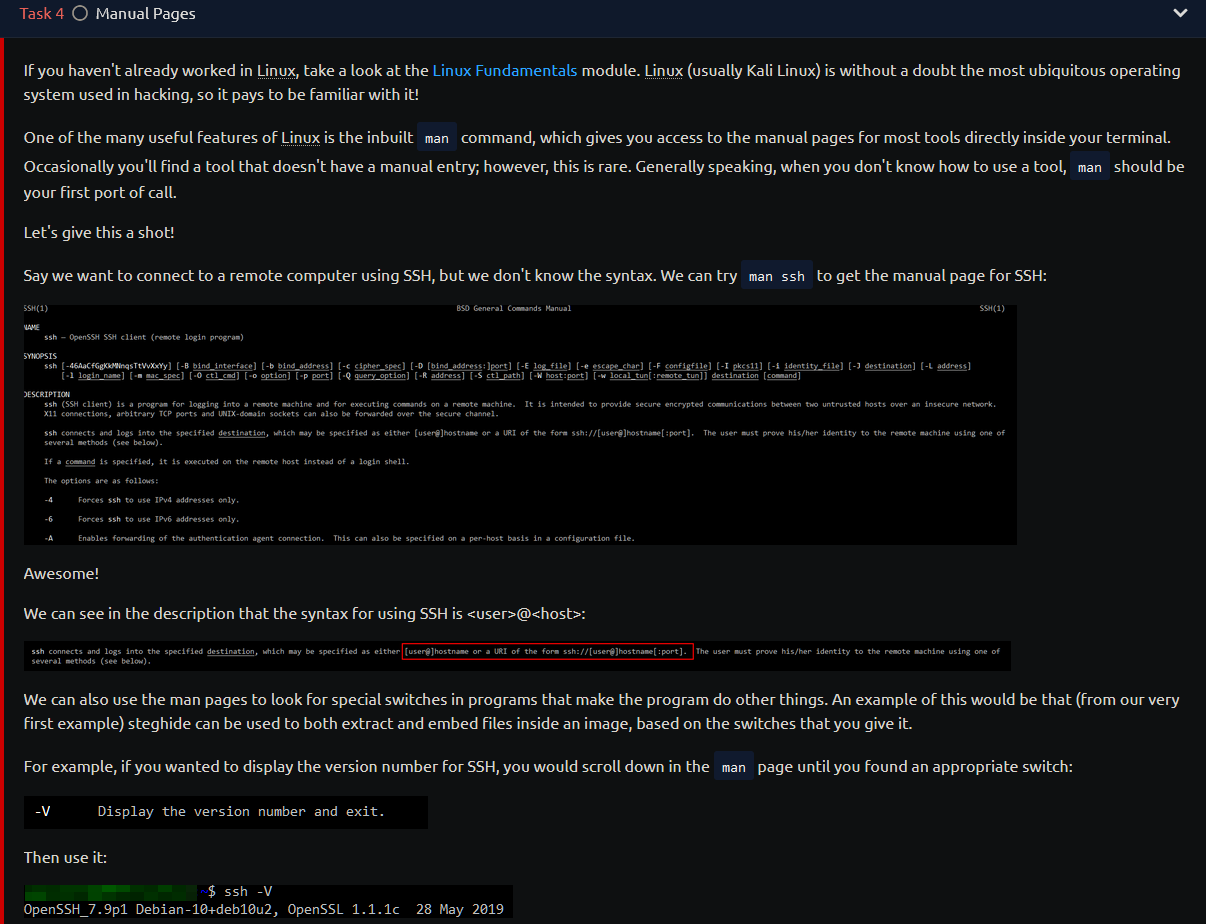 Task 4 Manual Pages
If you haven't already worked in Linux, take a look at the Linux Fundamentals module. Linux (usually Kali Linux) is without a doubt the most ubiquitous operating
system used in hacking, so it pays to be familiar with it!
One of the many useful features of Linux is the inbuilt man command, which gives you access to the manual pages for most tools directly inside your terminal.
Occasionally you'll find a tool that doesn't have a manual entry; however, this is rare. Generally speaking, when you don't know how to use a tool, man should be
your first port of call.
Let's give this a shot!
Say we want to connect to a remote computer using SSH, but we don't know the syntax. We can try man ssh to get the manual page for SSH:
SSH(1) BSD General Commands Manual SSH(1)
NAME
ssh — OpenSSH SSH client (remote login program)
SYNOPSIS
ssh [-46AaCfGgKkMNnqsTtVvXxYy] [-B bind_interface] [-b bind_address] [-c cipher_spec] [-D [bind_address:]port] [-E log_file] [-e escape_char] [-F configfile] [-I pkcs11] [-i identity_file] [-J destination] [-L address]
[-l login_name] [-m mac_spec] [-O ctl_cmd] [-o option] [-p port] [-Q query_option] [-R address] [-S ctl_path] [-W host:port] [-w local_tun[:remote_tun]] destination [command]
DESCRIPTION
ssh (SSH client) is a program for logging into a remote machine and for executing commands on a remote machine. It is intended to provide secure encrypted communications between two untrusted hosts over an insecure network.
X11 connections, arbitrary TCP ports and UNIX-domain sockets can also be forwarded over the secure channel.
ssh connects and logs into the specified destination, which may be specified as either [user@]hostname or a URI of the form ssh://[user@]hostname[:port]. The user must prove his/her identity to the remote machine using one of
several methods (see below).
If a command is specified, it is executed on the remote host instead of a login shell.
The options are as follows:
-4 Forces ssh to use IPv4 addresses only.
-6 Forces ssh to use IPv6 addresses only.
-A Enables forwarding of the authentication agent connection. This can also be specified on a per-host basis in a configuration file.
Awesome!
We can see in the description that the syntax for using SSH is <user>@<host>:
ssh connects and logs into the specified destination, which may be specified as either [user@]hostname or a URI of the form ssh://[user@]hostname[:port]. The user must prove his/her identity to the remote machine using one of
several methods (see below).
We can also use the man pages to look for special switches in programs that make the program do other things. An example of this would be that (from our very
first example) steghide can be used to both extract and embed files inside an image, based on the switches that you give it.
For example, if you wanted to display the version number for SSH, you would scroll down in the man page until you found an appropriate switch:
-V Display the version number and exit.
Then use it:
~$ ssh -V
OpenSSH_7.9p1 Debian-10+deb10u2, OpenSSL 1.1.1c 28 May 2019